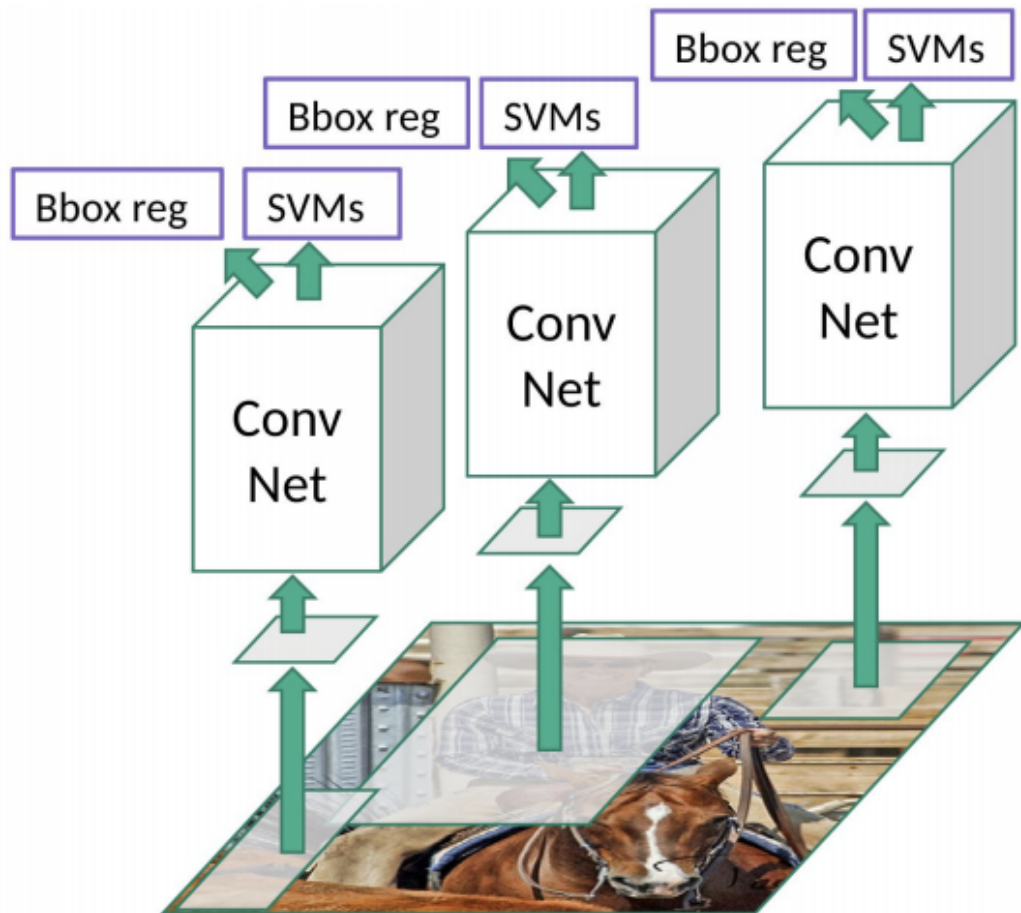 Bbox reg
SVMs
Bbox reg
SVMs
Bbox reg
SVMs
Conv
Net
Conv
Net
Conv
Net